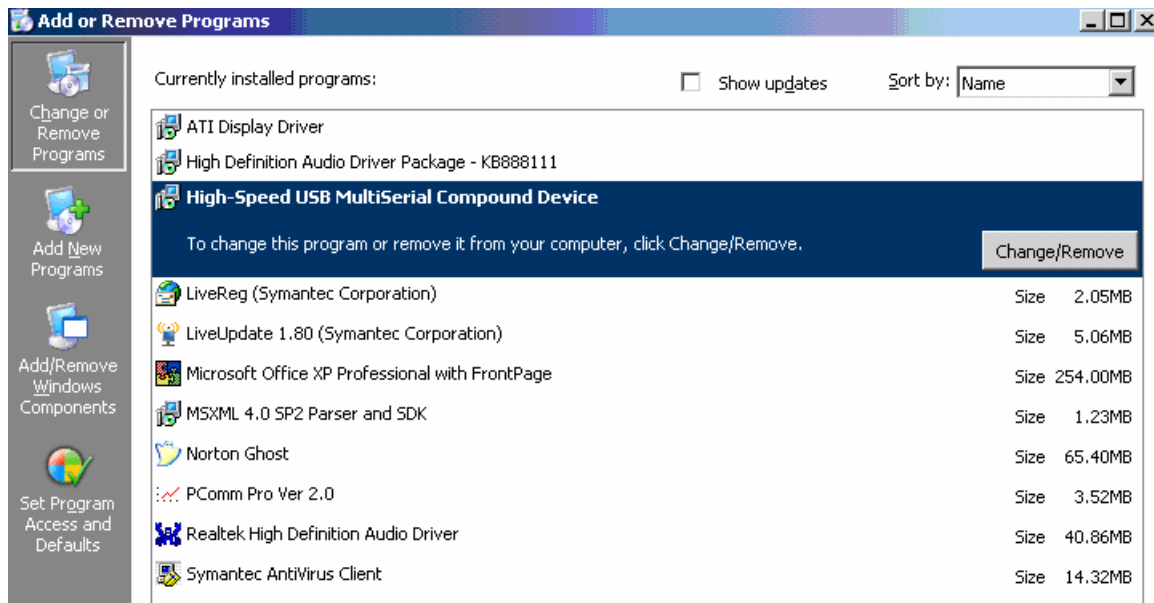 Add or Remove Programs
Change or
Remove
Programs
Add New
Programs
Add/Remove
Windows
Components
Set Program
Access and
Defaults
Currently installed programs:
Show updates
Sort by: Name
ATI Display Driver
High Definition Audio Driver Package - KB888111
High-Speed USB MultiSerial Compound Device
To change this program or remove it from your computer, click Change/Remove.
Change/Remove
LiveReg (Symantec Corporation) Size 2.05MB
LiveUpdate 1.80 (Symantec Corporation) Size 5.06MB
Microsoft Office XP Professional with FrontPage Size 254.00MB
MSXML 4.0 SP2 Parser and SDK Size 1.23MB
Norton Ghost Size 65.40MB
PComm Pro Ver 2.0 Size 3.52MB
Realtek High Definition Audio Driver Size 40.86MB
Symantec AntiVirus Client Size 14.32MB